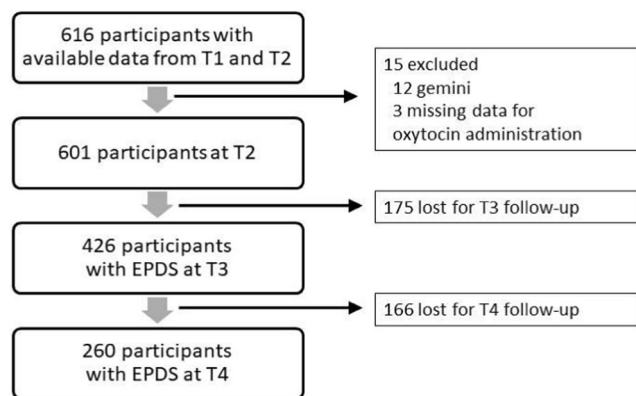 616 participants with
available data from T1 and T2
15 excluded
12 gemini
3 missing data for
oxytocin administration
601 participants at T2
175 lost for T3 follow-up
426 participants
with EPDS at T3
166 lost for T4 follow-up
260 participants
with EPDS at T4